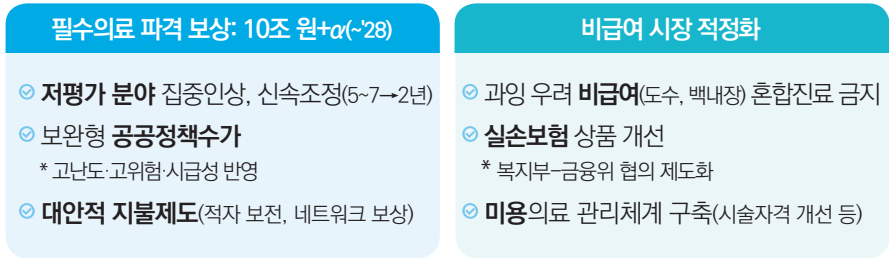 필수의료 파격 보상: 10조 원+α(~'28)
저평가 분야 집중인상, 신속조정(5~7→2년)
보완형 공공정책수가
* 고난도·고위험·시급성 반영
대안적 지불제도(적자 보전, 네트워크 보상)
비급여 시장 적정화
과잉 우려 비급여(도수, 백내장) 혼합진료 금지
실손보험 상품 개선
* 복지부-금융위 협의 제도화
미용의료 관리체계 구축(시술자격 개선 등)